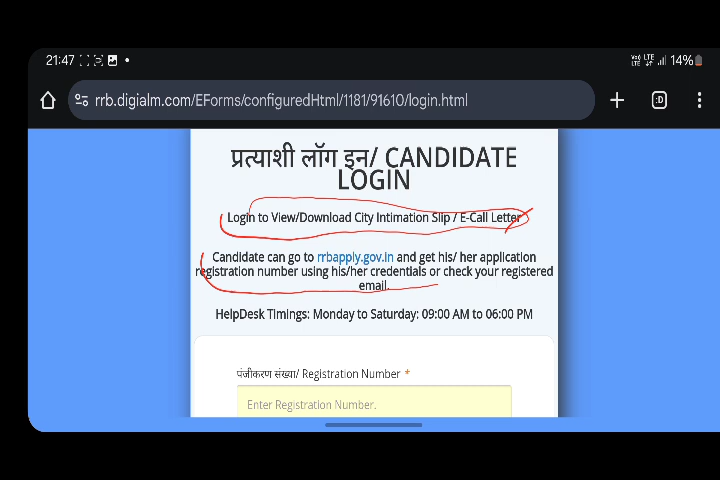 21:47
14%
rrb.digialm.com/EForms/configuredHtml/1181/91610/login.html
प्रत्याशी लॉग इन/ CANDIDATE
LOGIN
Login to View/Download City Intimation Slip / E-Call Letter
Candidate can go to rrbapply.gov.in and get his/ her application
registration number using his/her credentials or check your registered
email.
HelpDesk Timings: Monday to Saturday: 09:00 AM to 06:00 PM
पंजीकरण संख्या/ Registration Number *
Enter Registration Number.